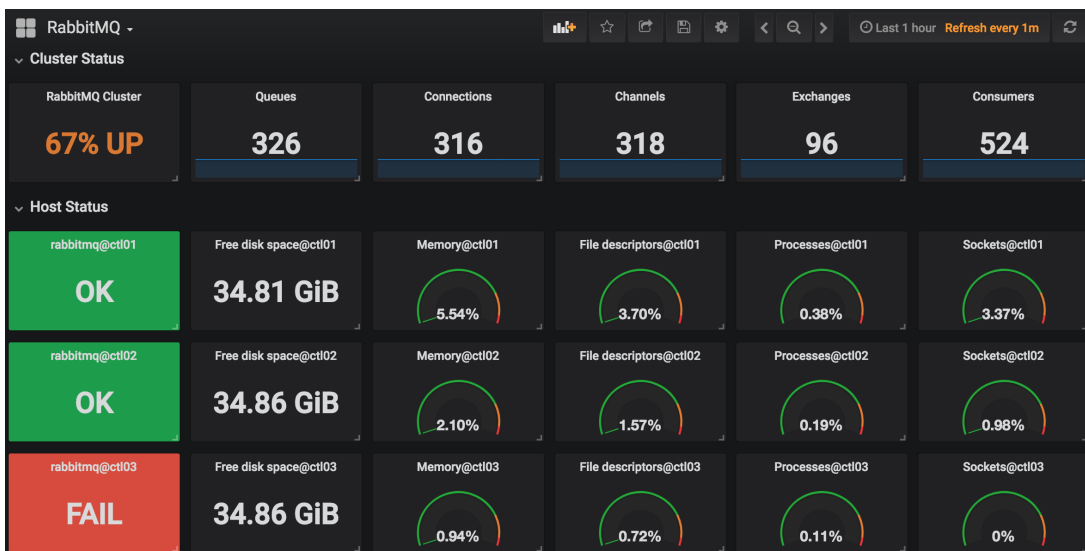 RabbitMQ
Last 1 hour Refresh every 1m
Cluster Status
RabbitMQ Cluster
67% UP
Queues
326
Connections
316
Channels
318
Exchanges
96
Consumers
524
Host Status
rabbitmq@ctl01
OK
Free disk space@ctl01
34.81 GiB
Memory@ctl01
5.54%
File descriptors@ctl01
3.70%
Processes@ctl01
0.38%
Sockets@ctl01
3.37%
rabbitmq@ctl02
OK
Free disk space@ctl02
34.86 GiB
Memory@ctl02
2.10%
File descriptors@ctl02
1.57%
Processes@ctl02
0.19%
Sockets@ctl02
0.98%
rabbitmq@ctl03
FAIL
Free disk space@ctl03
34.86 GiB
Memory@ctl03
0.94%
File descriptors@ctl03
0.72%
Processes@ctl03
0.11%
Sockets@ctl03
0%